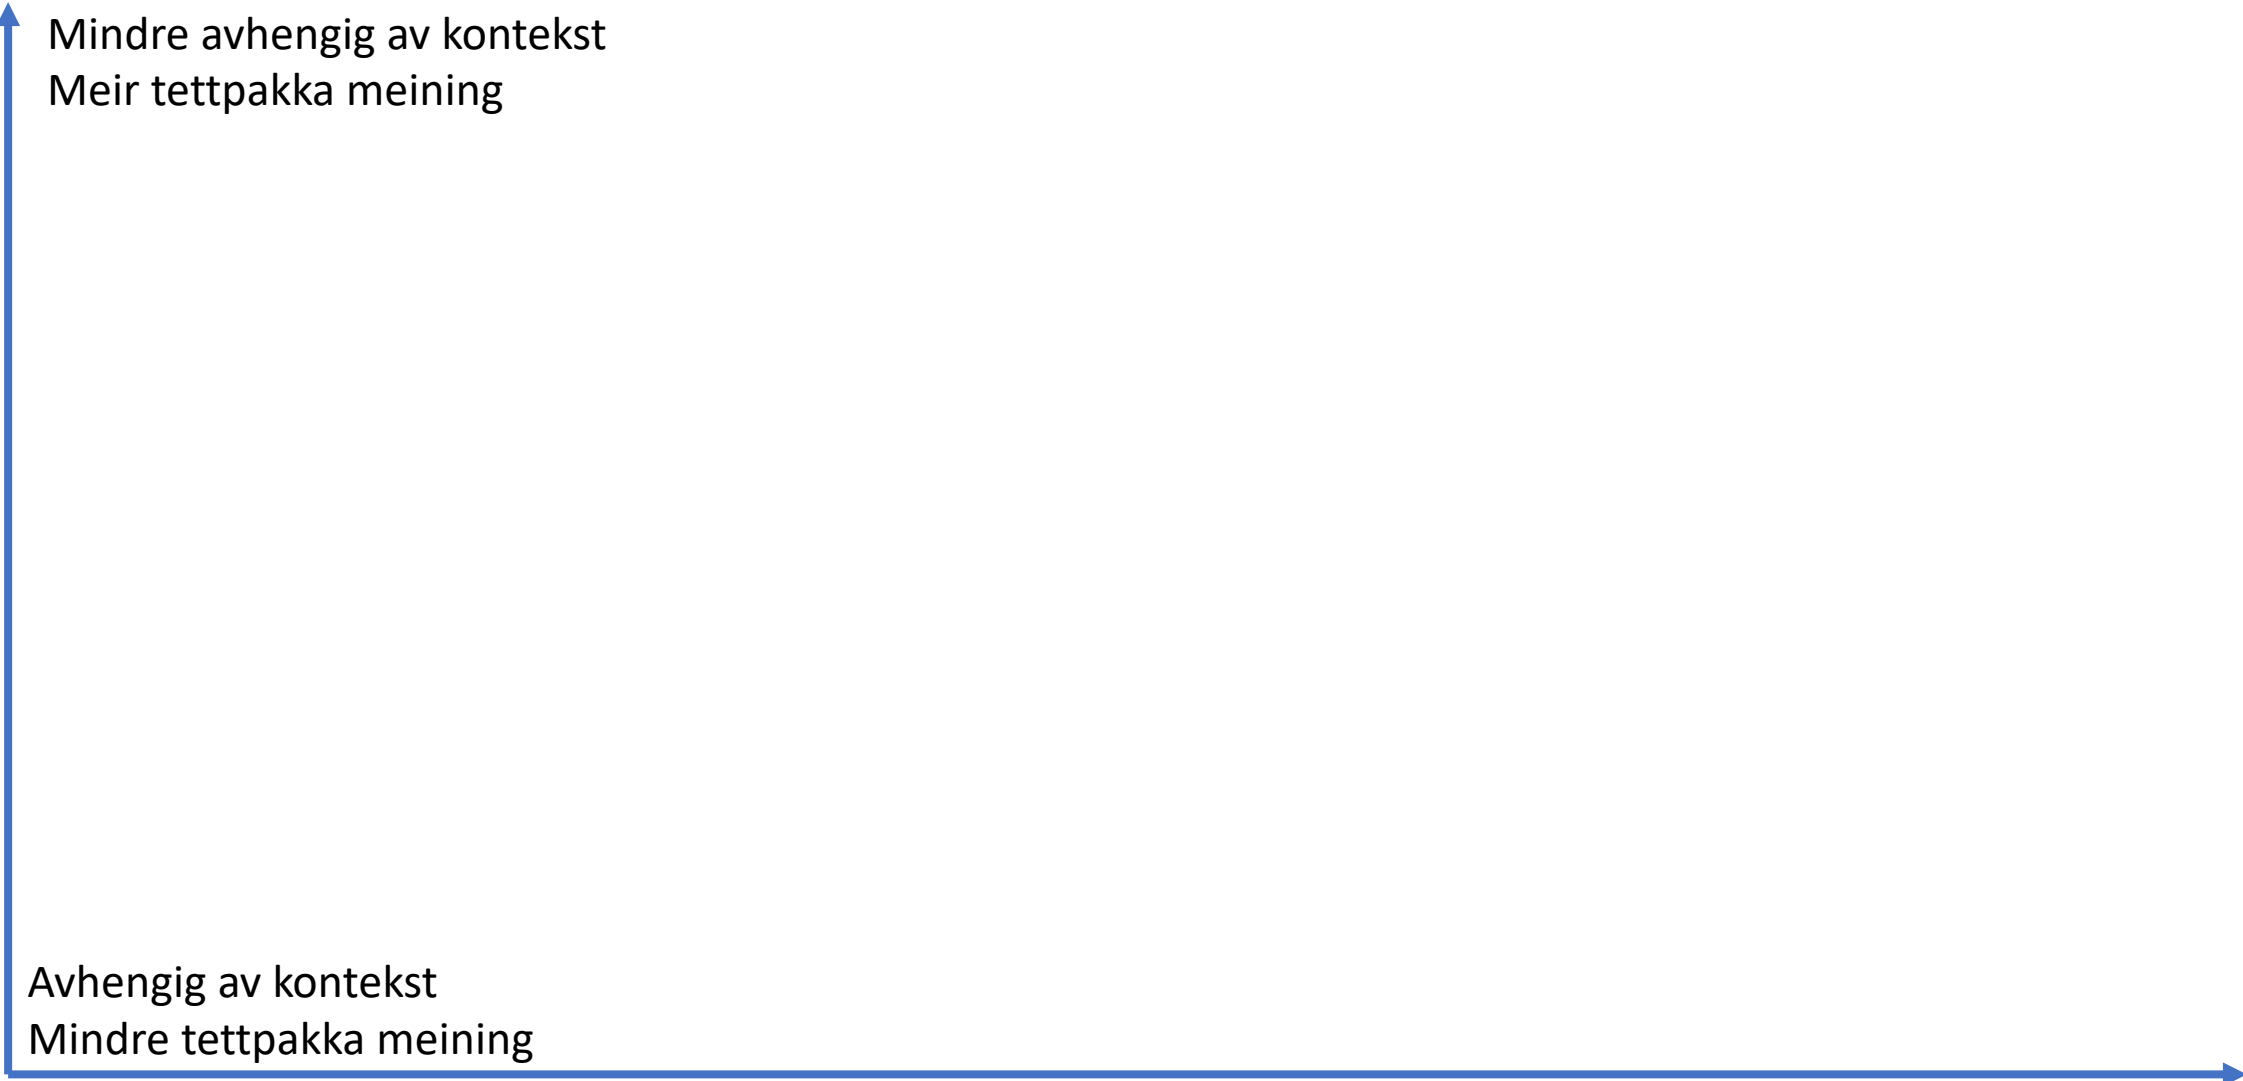 Mindre avhengig av kontekst
Meir tettpakka meining
Avhengig av kontekst
Mindre tettpakka meining